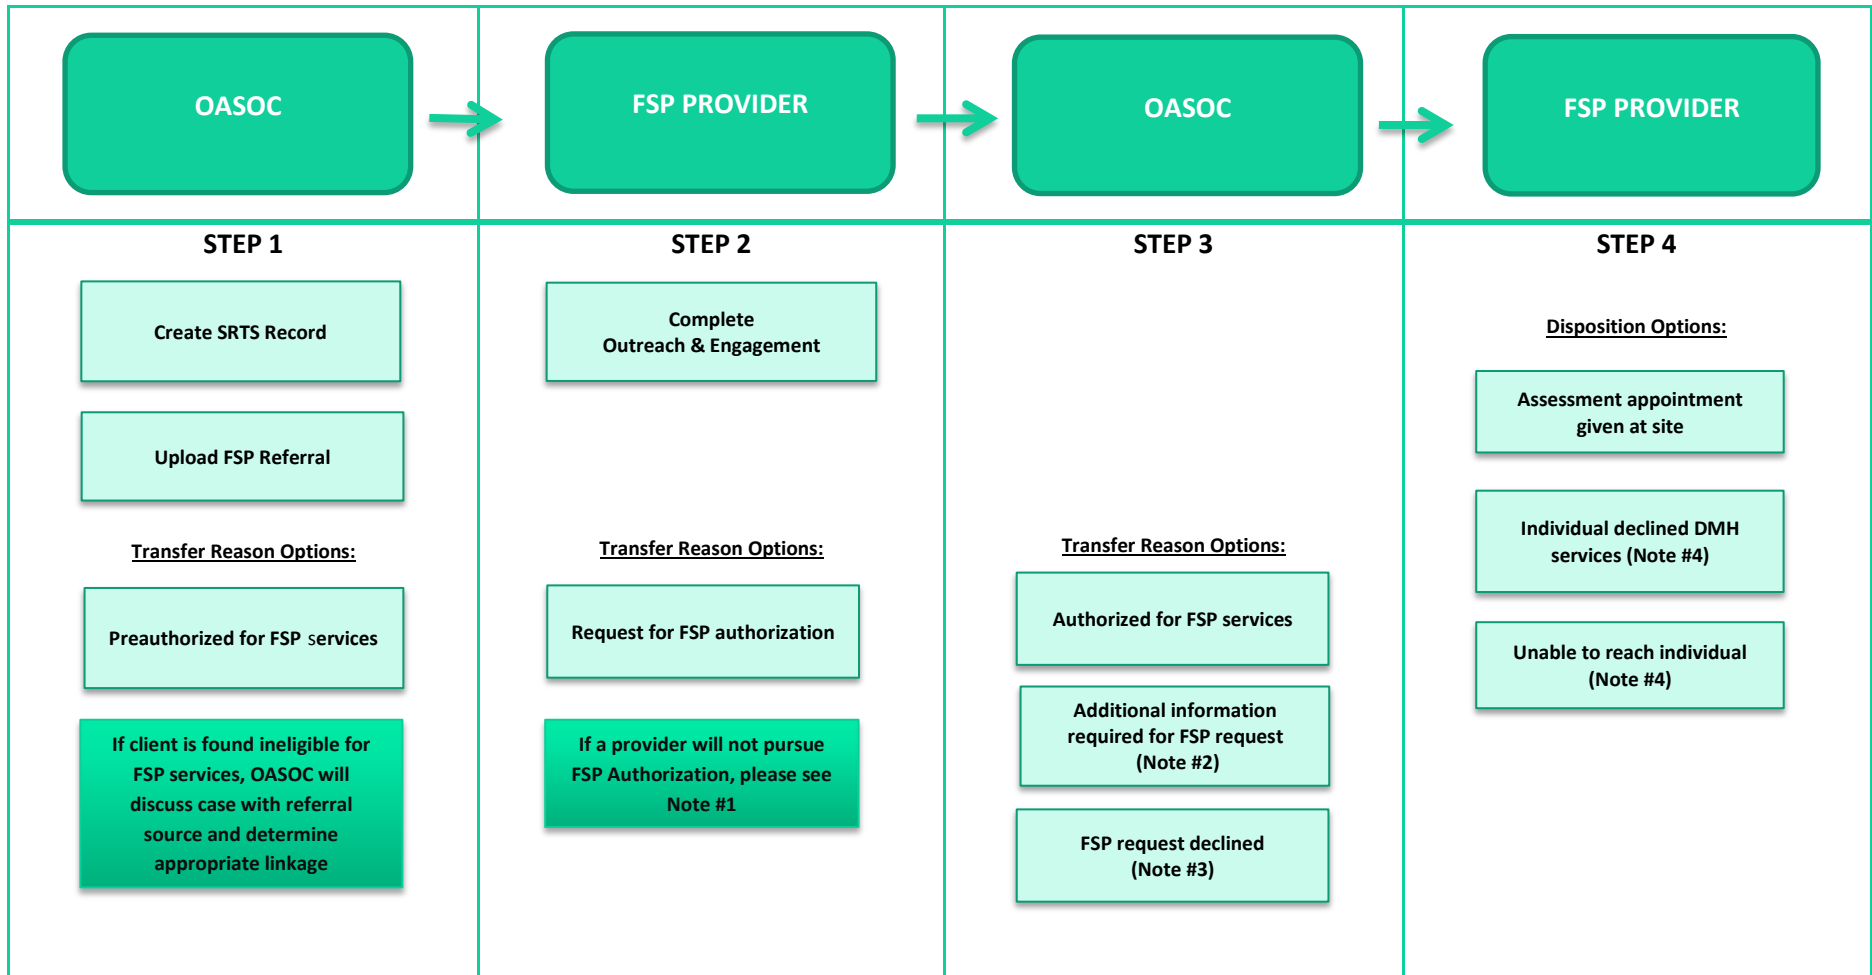 OASOC
FSP PROVIDER
OASOC
FSP PROVIDER
STEP 1
Create SRTS Record
Upload FSP Referral
Transfer Reason Options:
Preauthorized for FSP services
If client is found ineligible for
FSP services, OASOC will
discuss case with referral
source and determine
appropriate linkage
STEP 2
Complete
Outreach & Engagement
Transfer Reason Options:
Request for FSP authorization
If a provider will not pursue
FSP Authorization, please see
Note #1
STEP 3
Transfer Reason Options:
Authorized for FSP services
Additional information
required for FSP request
(Note #2)
FSP request declined
(Note #3)
STEP 4
Disposition Options:
Assessment appointment
given at site
Individual declined DMH
services (Note #4)
Unable to reach individual
(Note #4)